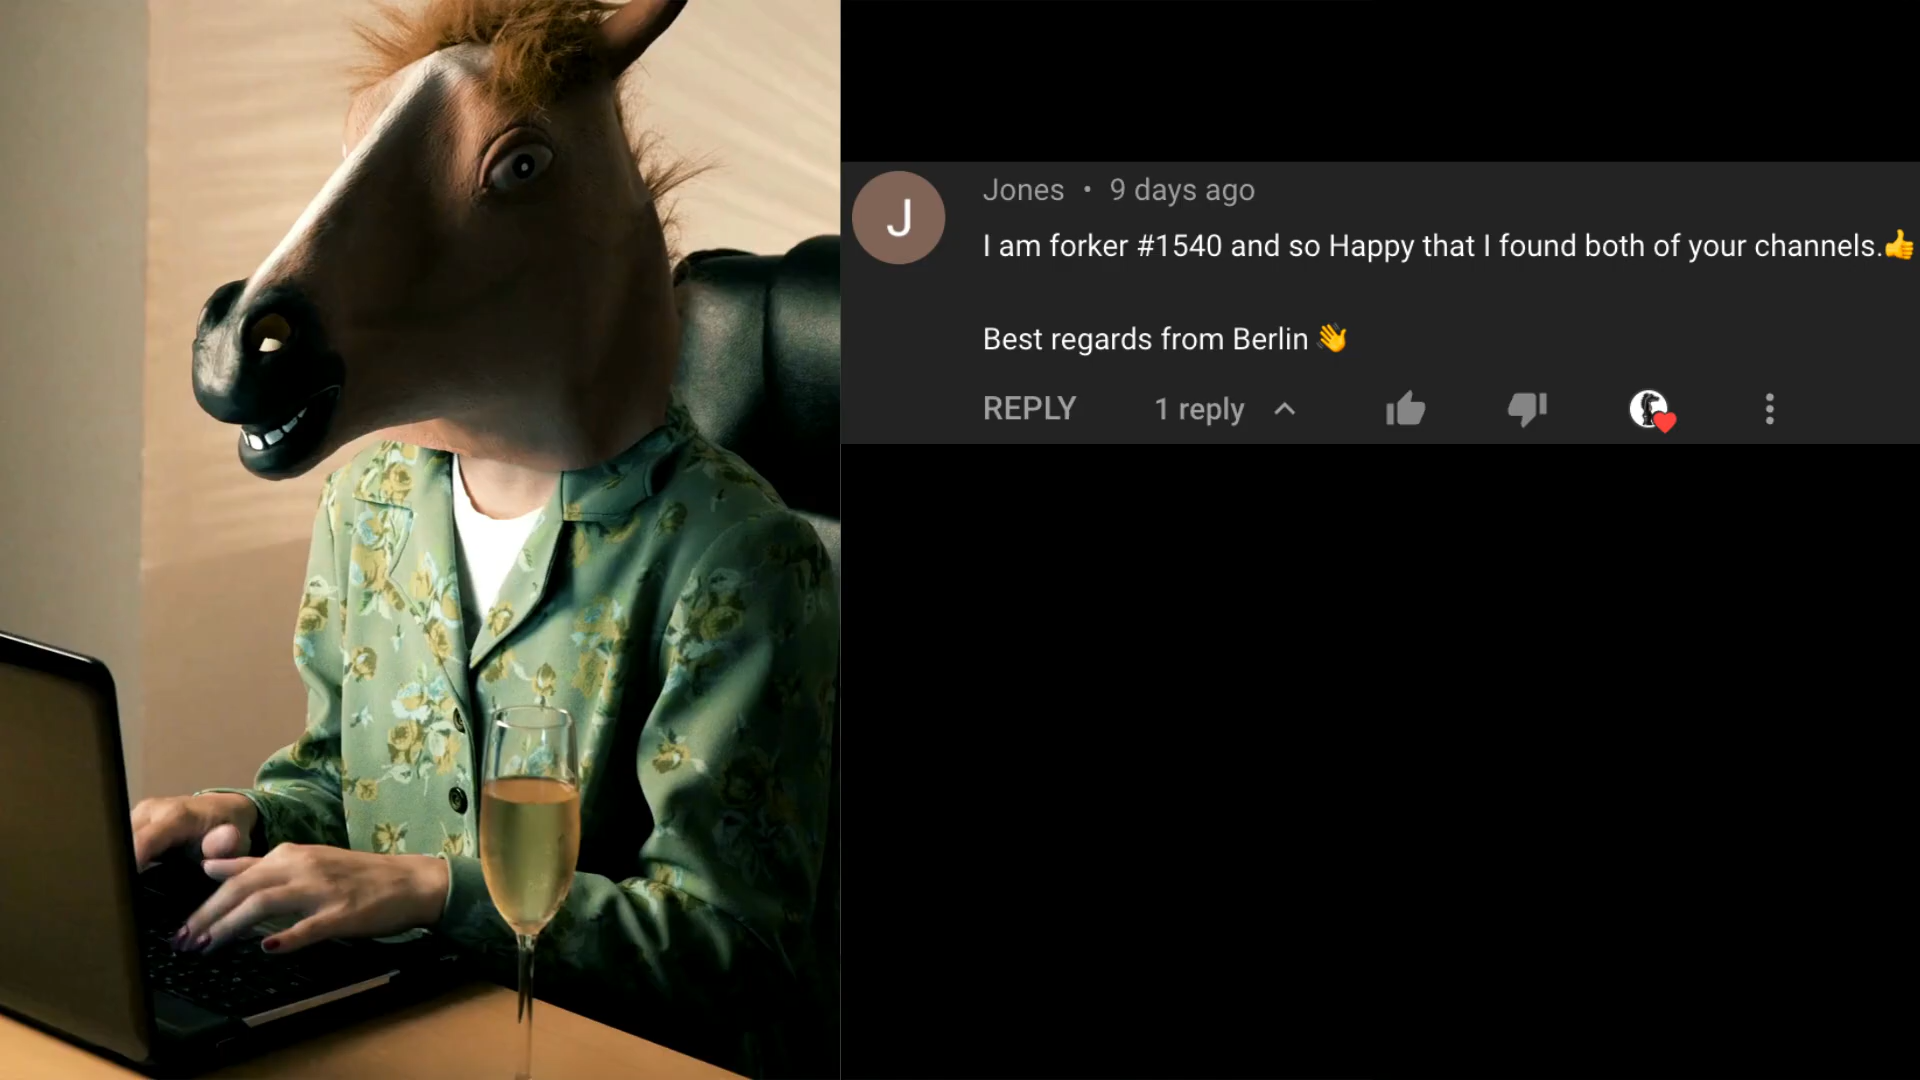 J
Jones • 9 days ago
I am forker #1540 and so Happy that I found both of your channels.👍
Best regards from Berlin 👋
REPLY 1 reply